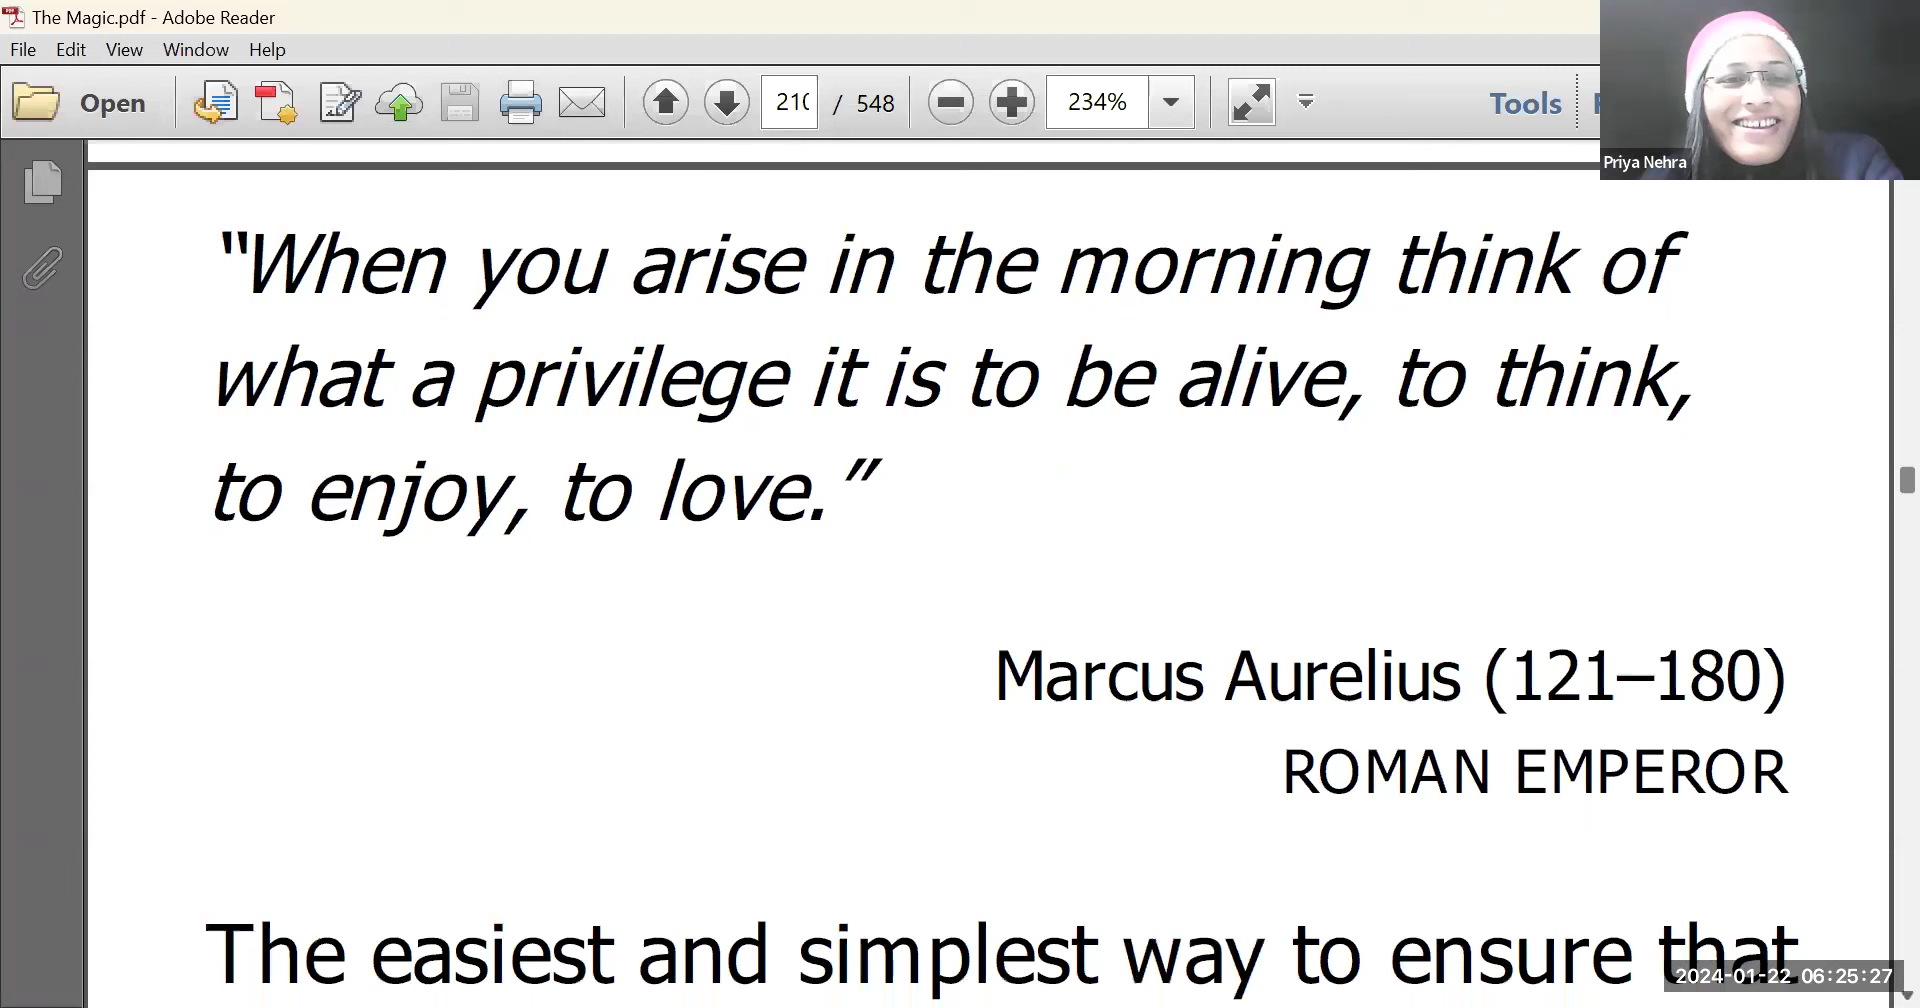 The Magic.pdf - Adobe Reader
File Edit View Window Help
Open 210 / 548 234% Tools
Priya Nehra
“When you arise in the morning think of
what a privilege it is to be alive, to think,
to enjoy, to love.”
Marcus Aurelius (121–180)
ROMAN EMPEROR
The easiest and simplest way to ensure that
2024-01-22 06:25:27